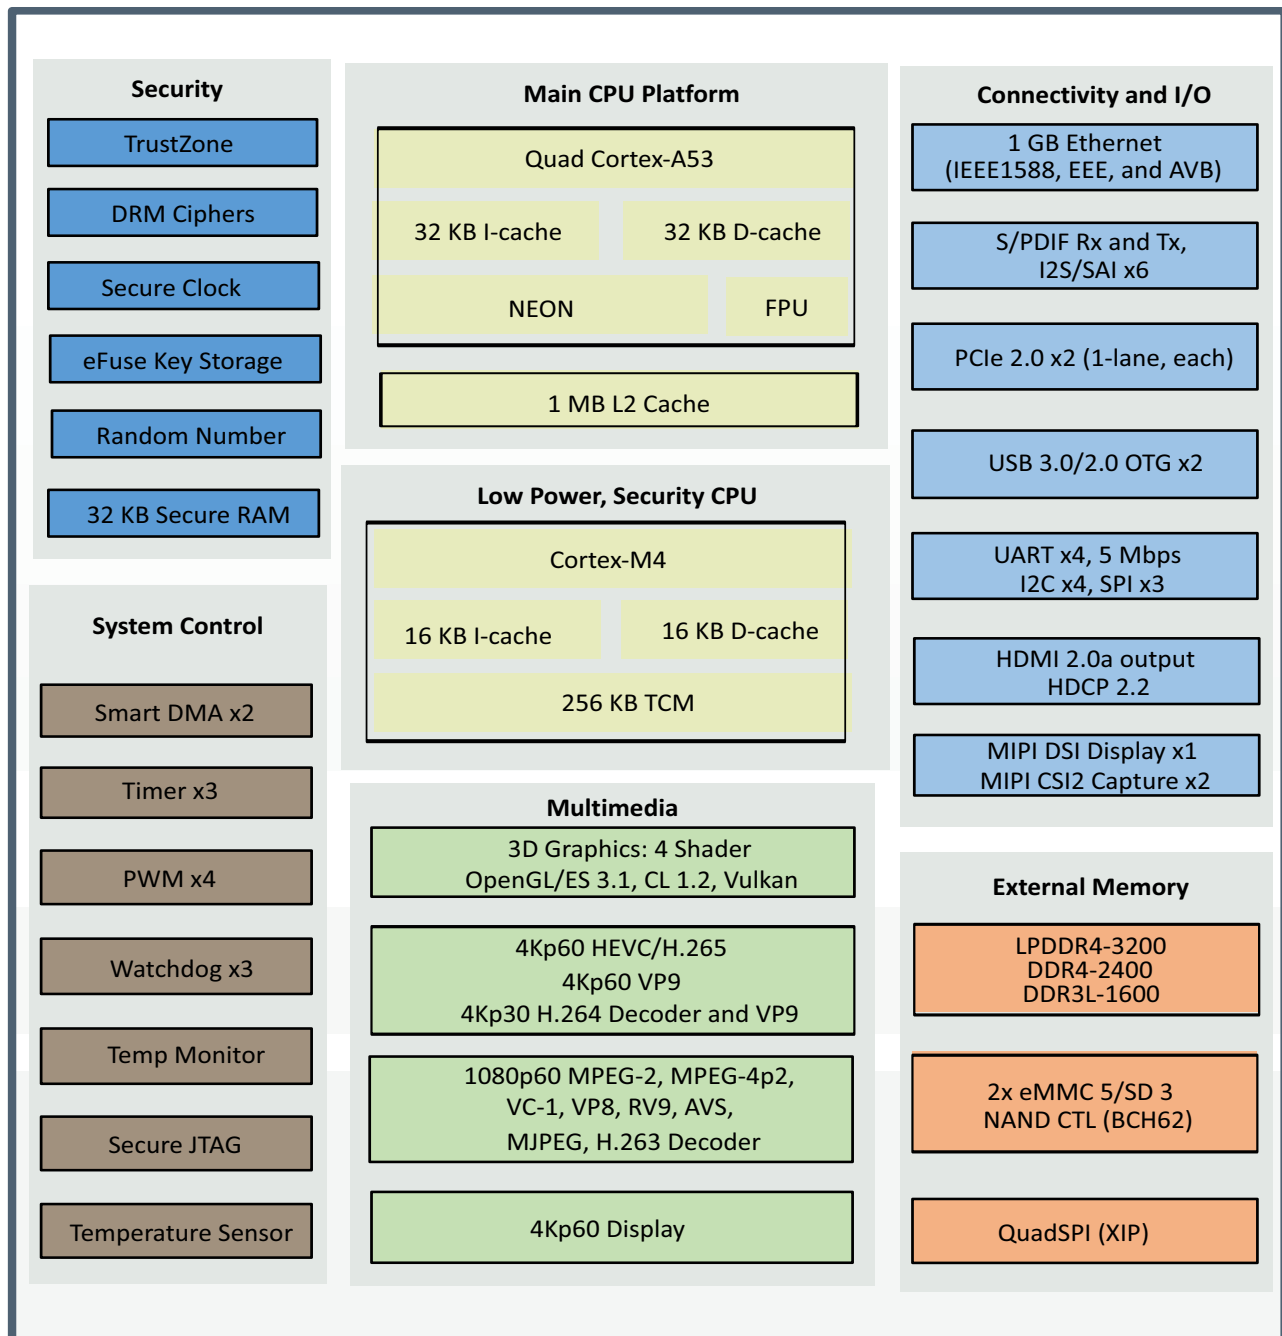 Security
TrustZone
DRM Ciphers
Secure Clock
eFuse Key Storage
Random Number
32 KB Secure RAM
System Control
Smart DMA x2
Timer x3
PWM x4
Watchdog x3
Temp Monitor
Secure JTAG
Temperature Sensor
Main CPU Platform
Quad Cortex-A53
32 KB I-cache
32 KB D-cache
NEON
FPU
1 MB L2 Cache
Low Power, Security CPU
Cortex-M4
16 KB I-cache
16 KB D-cache
256 KB TCM
Multimedia
3D Graphics: 4 Shader
OpenGL/ES 3.1, CL 1.2, Vulkan
4Kp60 HEVC/H.265
4Kp60 VP9
4Kp30 H.264 Decoder and VP9
1080p60 MPEG-2, MPEG-4p2,
VC-1, VP8, RV9, AVS,
MJPEG, H.263 Decoder
4Kp60 Display
Connectivity and I/O
1 GB Ethernet
(IEEE1588, EEE, and AVB)
S/PDIF Rx and Tx,
I2S/SAI x6
PCIe 2.0 x2 (1-lane, each)
USB 3.0/2.0 OTG x2
UART x4, 5 Mbps
I2C x4, SPI x3
HDMI 2.0a output
HDCP 2.2
MIPI DSI Display x1
MIPI CSI2 Capture x2
External Memory
LPDDR4-3200
DDR4-2400
DDR3L-1600
2x eMMC 5/SD 3
NAND CTL (BCH62)
QuadSPI (XIP)